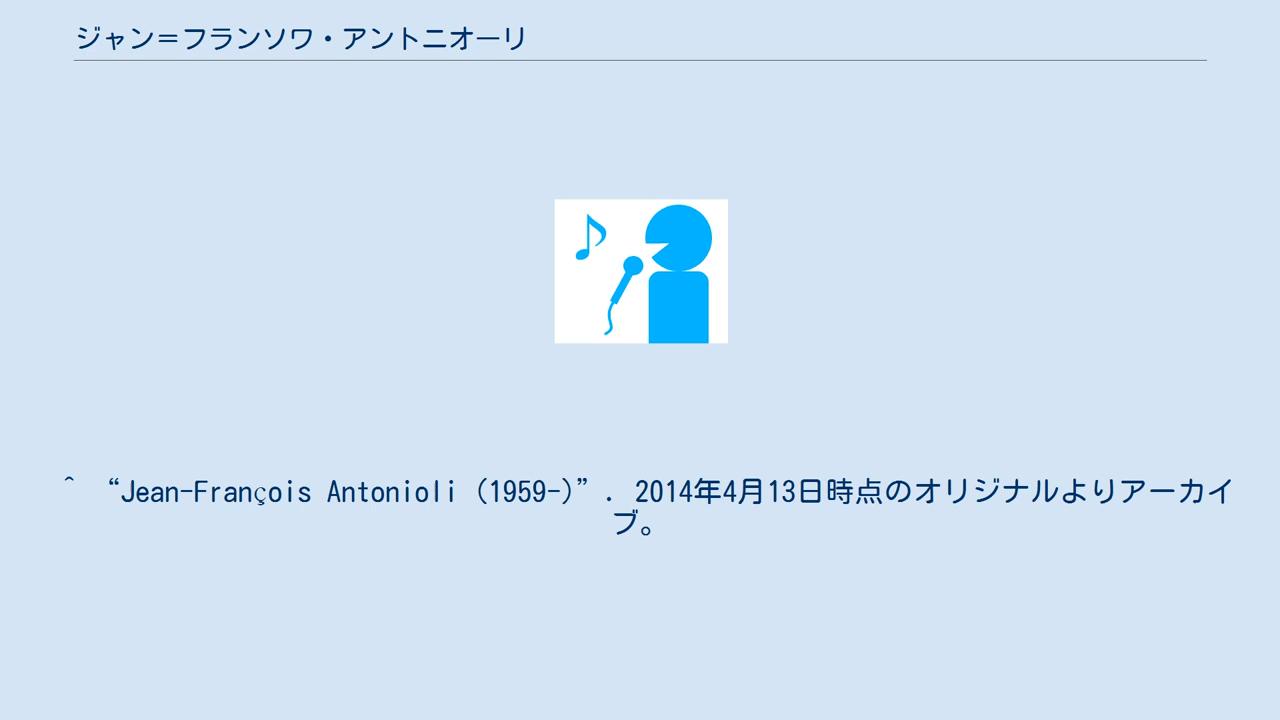 ジャン＝フランソワ・アントニオーリ
^ “Jean-François Antonioli (1959-)”. 2014年4月13日時点のオリジナルよりアーカイ
ブ。